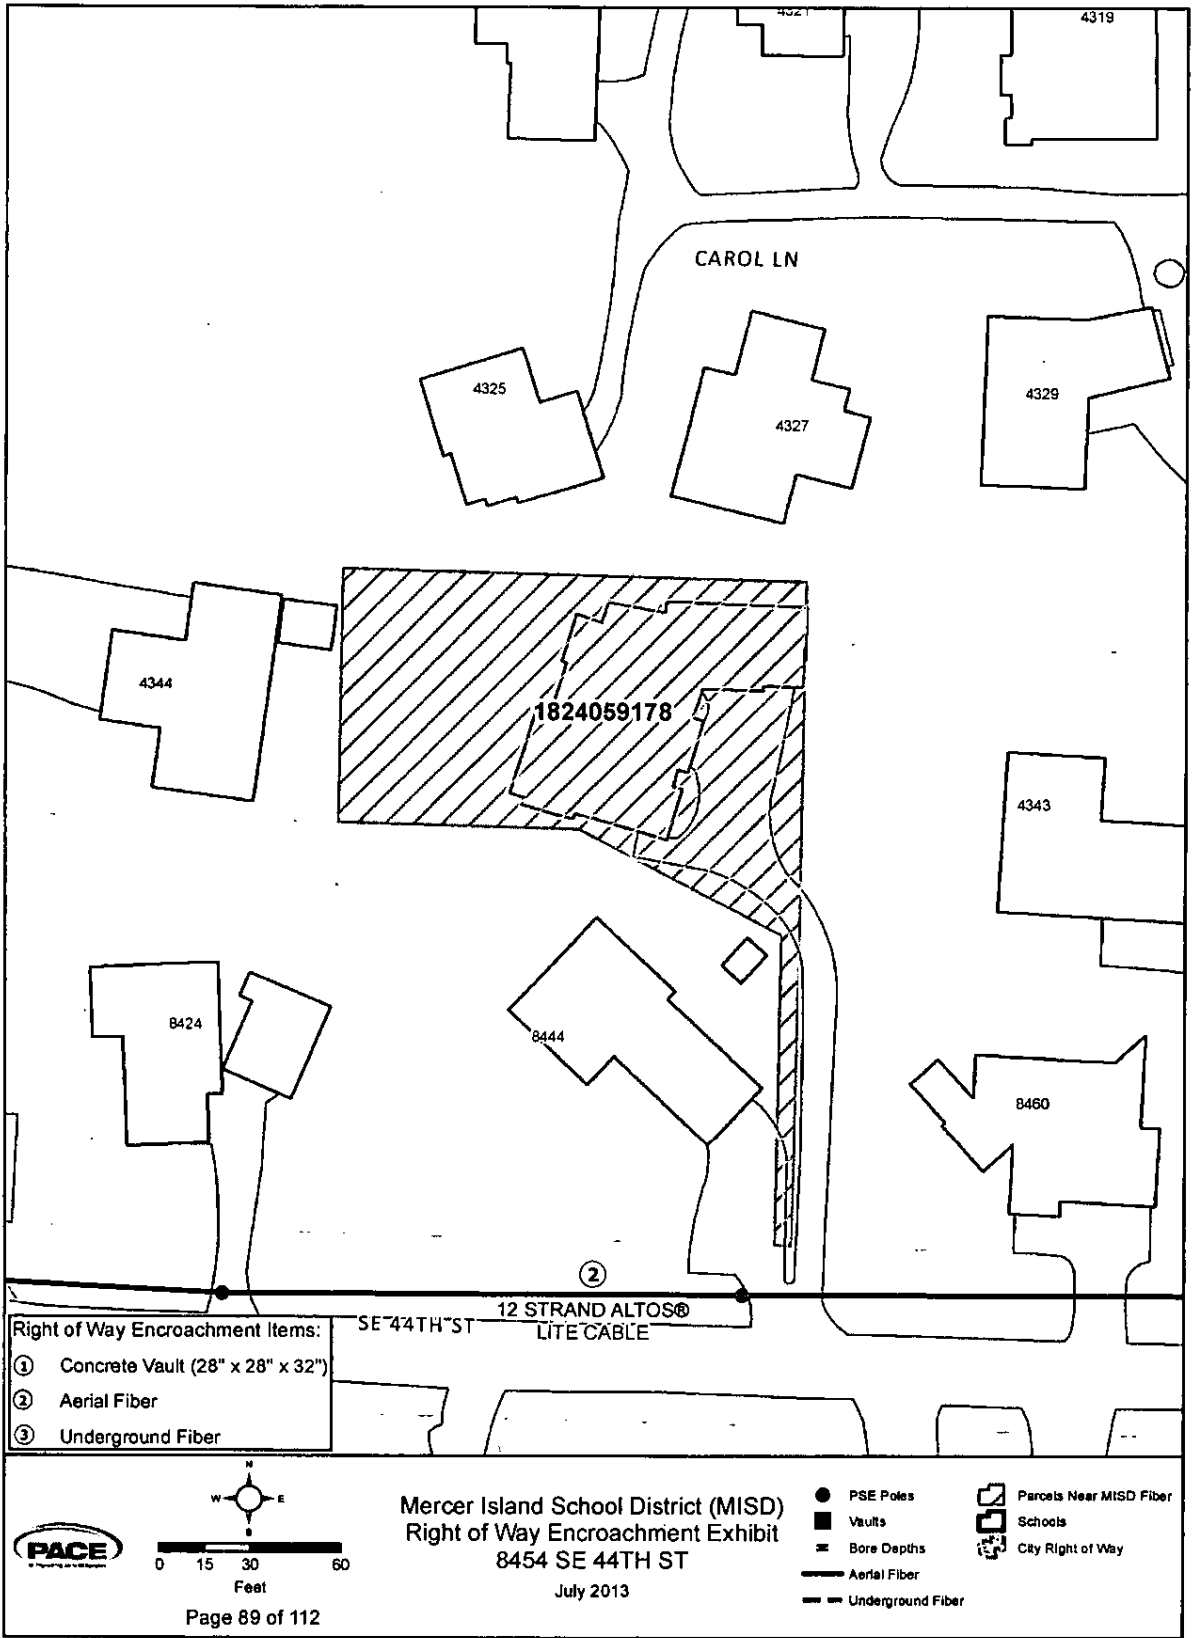 4321
4319
CAROL LN
4325
4327
4329
4344
1824059178
4343
8424
8444
8460
②
12 STRAND ALTOS®
SE 44TH ST
LITE CABLE
Right of Way Encroachment Items:
① Concrete Vault (28" x 28" x 32")
② Aerial Fiber
③ Underground Fiber
N
W E
S
PACE
0 15 30 60
Feet
Page 89 of 112
Mercer Island School District (MISD)
Right of Way Encroachment Exhibit
8454 SE 44TH ST
July 2013
PSE Poles
Vaults
Bore Depths
Aerial Fiber
Underground Fiber
Parcels Near MISD Fiber
Schools
City Right of Way